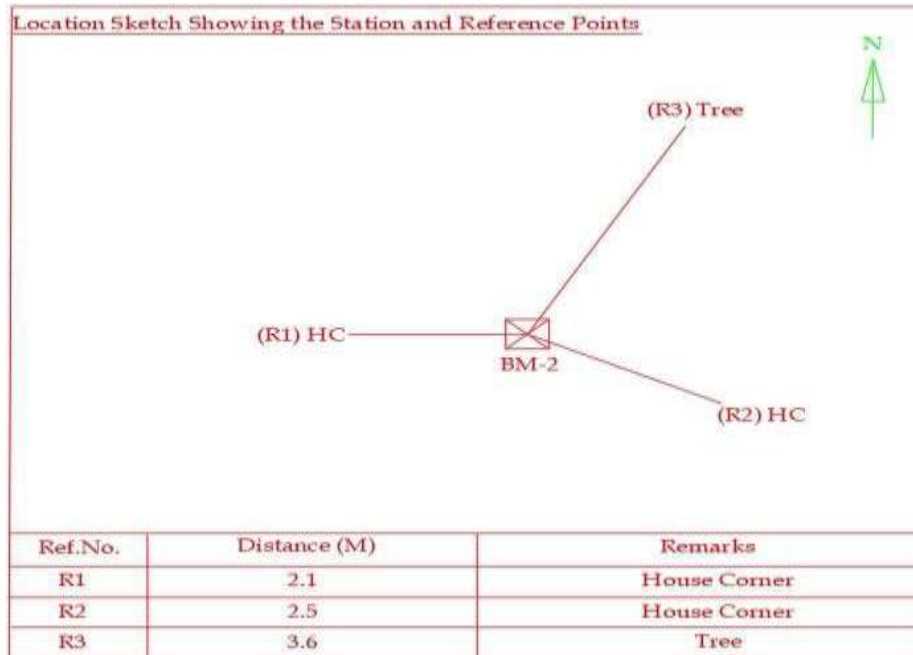 Location Sketch Showing the Station and Reference Points
N
(R3) Tree
(R1) HC
BM-2
(R2) HC
Ref.No. Distance (M) Remarks
R1 2.1 House Corner
R2 2.5 House Corner
R3 3.6 Tree